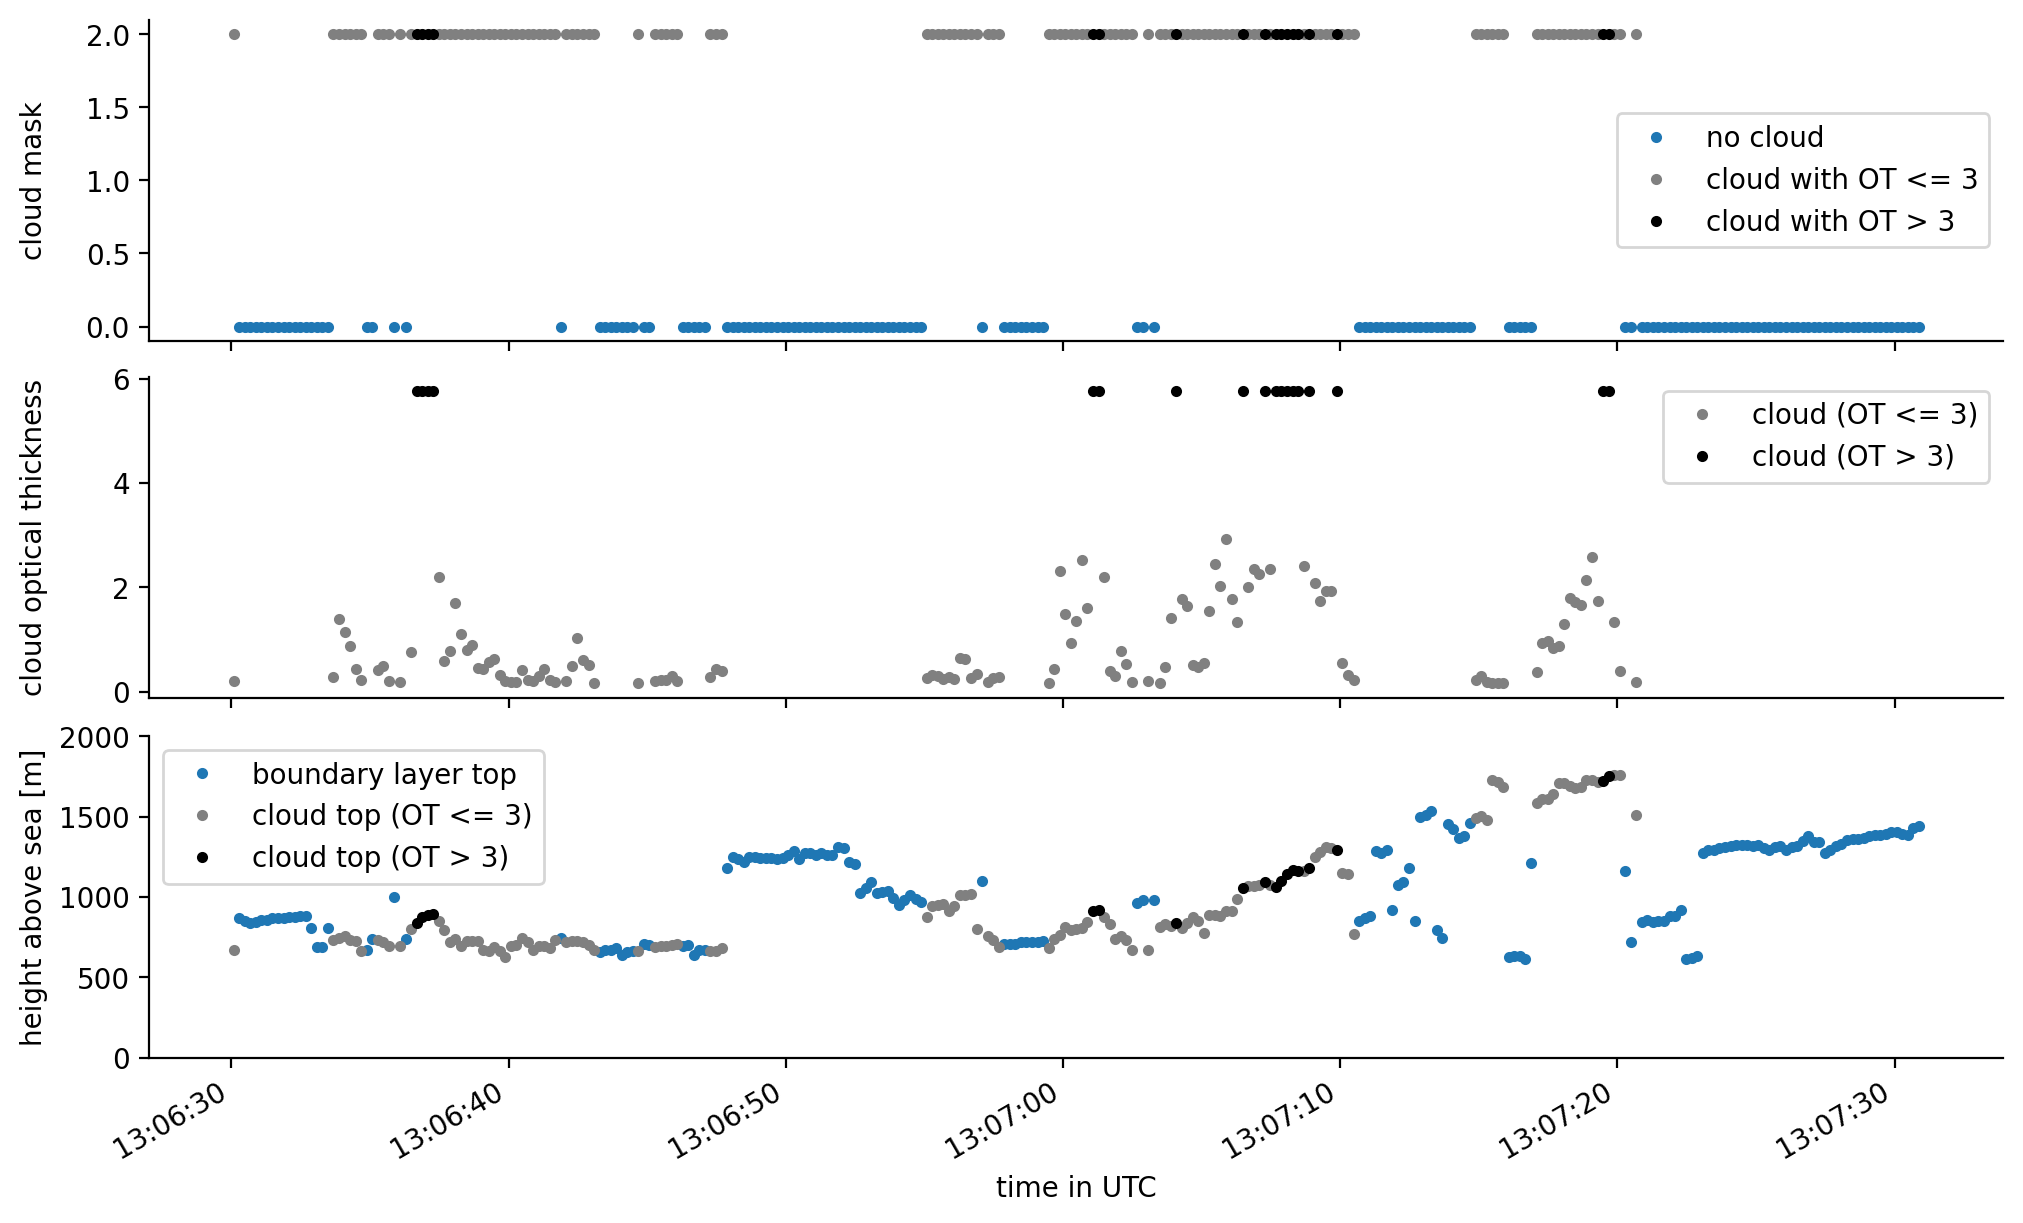 cloud mask
2.0
1.5
1.0
0.5
0.0
no cloud
cloud with OT <= 3
cloud with OT > 3
cloud optical thickness
6
4
2
0
cloud (OT <= 3)
cloud (OT > 3)
height above sea [m]
2000
1500
1000
500
0
boundary layer top
cloud top (OT <= 3)
cloud top (OT > 3)
13:06:30
13:06:40
13:06:50
13:07:00
13:07:10
13:07:20
13:07:30
time in UTC